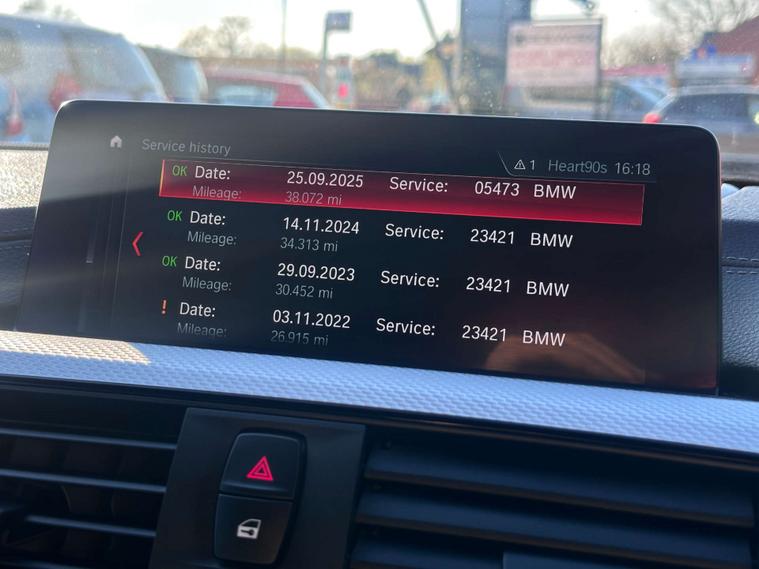 Service history
1 Heart90s 16:18
OK Date: 25.09.2025 Service: 05473 BMW
Mileage: 38.072 mi
OK Date: 14.11.2024 Service: 23421 BMW
Mileage: 34.313 mi
OK Date: 29.09.2023 Service: 23421 BMW
Mileage: 30.452 mi
! Date: 03.11.2022 Service: 23421 BMW
Mileage: 26.915 mi